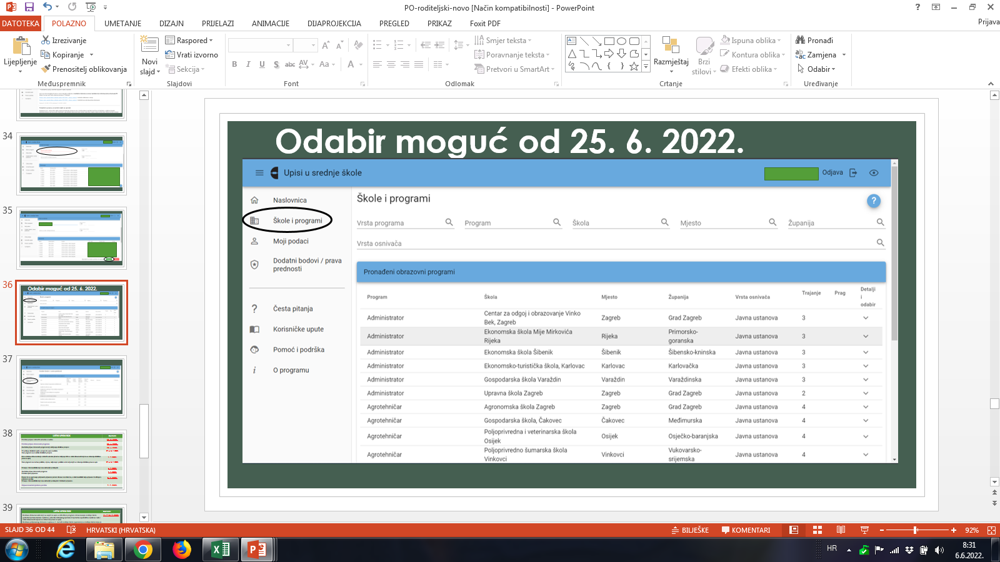 PO-roditeljski-novo [Način kompatibilnosti] - PowerPoint
DATOTEKA POLAZNO UMETANJE DIZAJN PRIJELAZI ANIMACIJE DIJAPROJEKCIJA PREGLED PRIKAZ Foxit PDF Prijava
Lijepljenje
Izrezivanje
Kopiranje
Prenositelj oblikovanja
Međuspremnik
Novi slajd
Raspored
Vrati izvorno
Sekcija
Slajdovi
B I U S abc AV Aa A
Font
Smjer teksta
Poravnanje teksta
Pretvori u SmartArt
Odlomak
Razmještaj
Brzi stilovi
Ispuna oblika
Kontura oblika
Efekti oblika
Crtanje
Pronađi
Zamjena
Odabir
Uređivanje
34
35
36
Odabir moguć od 25. 6. 2022.
37
38
39
Odabir moguć od 25. 6. 2022.
Upisi u srednje škole
Odjava
Naslovnica
Škole i programi
Moji podaci
Dodatni bodovi / prava
prednosti
Česta pitanja
Korisničke upute
Pomoć i podrška
O programu
Škole i programi
Vrsta programa Program Škola Mjesto Županija
Vrsta osnivača
Pronađeni obrazovni programi
Program Škola Mjesto Županija Vrsta osnivača Trajanje Prag Detalji i odabir
Administrator Centar za odgoj i obrazovanje Vinko Bek, Zagreb Zagreb Grad Zagreb Javna ustanova 3
Administrator Ekonomska škola Mije Mirkovića Rijeka Rijeka Primorsko-goranska Javna ustanova 3
Administrator Ekonomska škola Šibenik Šibenik Šibensko-kninska Javna ustanova 3
Administrator Ekonomsko-turistička škola, Karlovac Karlovac Karlovačka Javna ustanova 3
Administrator Gospodarska škola Varaždin Varaždin Varaždinska Javna ustanova 3
Administrator Upravna škola Zagreb Zagreb Grad Zagreb Javna ustanova 2
Agrotehničar Agronomska škola Zagreb Zagreb Grad Zagreb Javna ustanova 4
Agrotehničar Gospodarska škola, Čakovec Čakovec Međimurska Javna ustanova 4
Agrotehničar Poljoprivredna i veterinarska škola Osijek Osijek Osječko-baranjska Javna ustanova 4
Agrotehničar Poljoprivredno šumarska škola Vinkovci Vinkovci Vukovarsko-srijemska Javna ustanova 4
SLAJD 36 OD 44 HRVATSKI (HRVATSKA) BILJEŠKE KOMENTARI 92%
HR 8:31
6.6.2022.